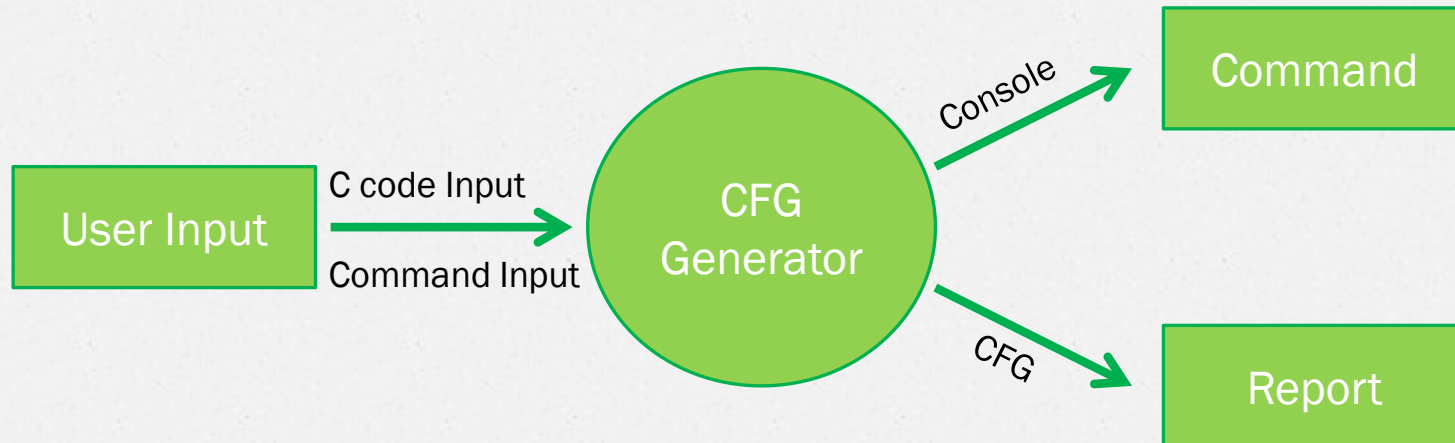 User Input
C code Input
Command Input
CFG
Generator
Console
Command
CFG
Report